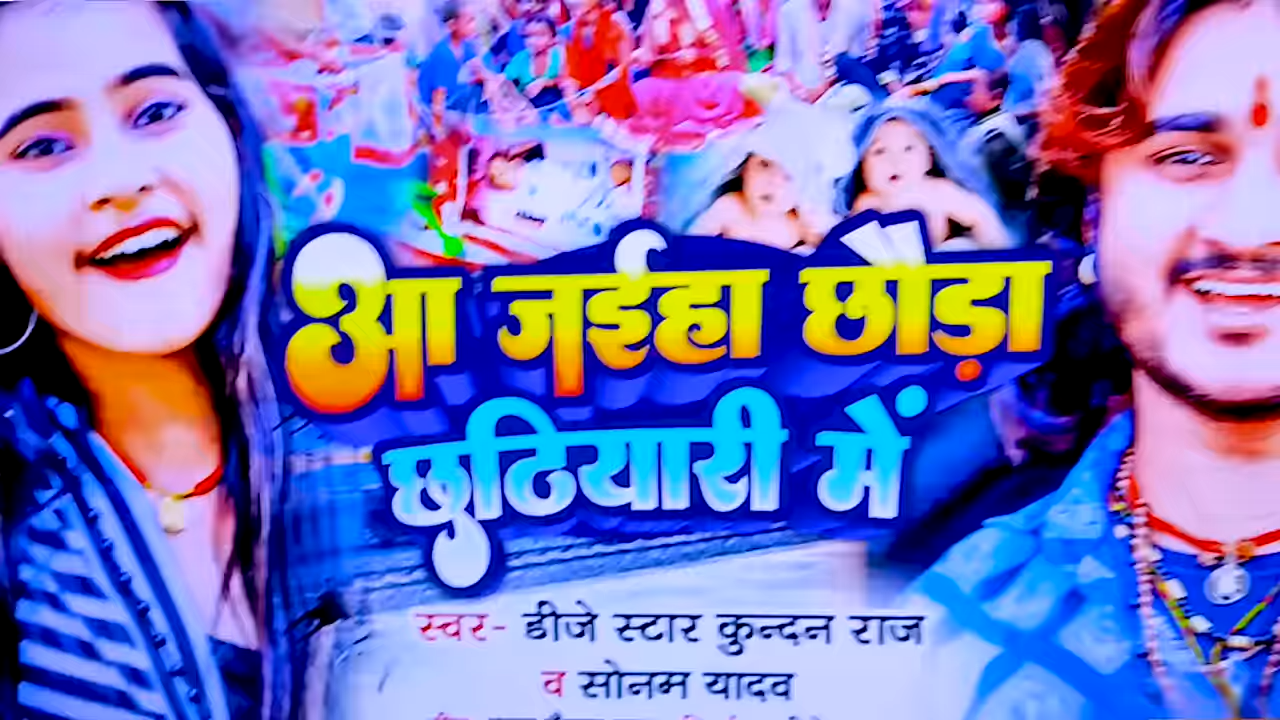 आ जईहा छौड़ा
छठियारी में
स्वर- डीजे स्टार कुन्दन राज
व सोनम यादव